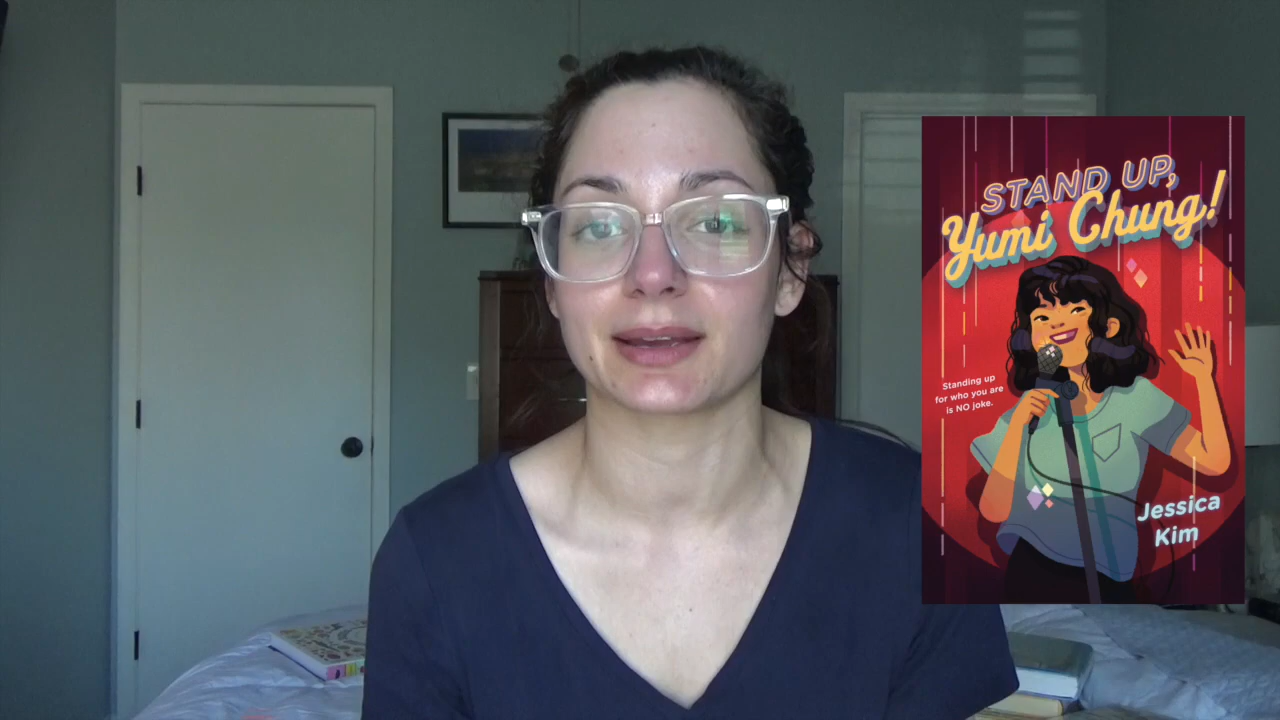 STAND UP,
Yumi Chung!
Standing up
for who you are
is NO joke.
Jessica
Kim